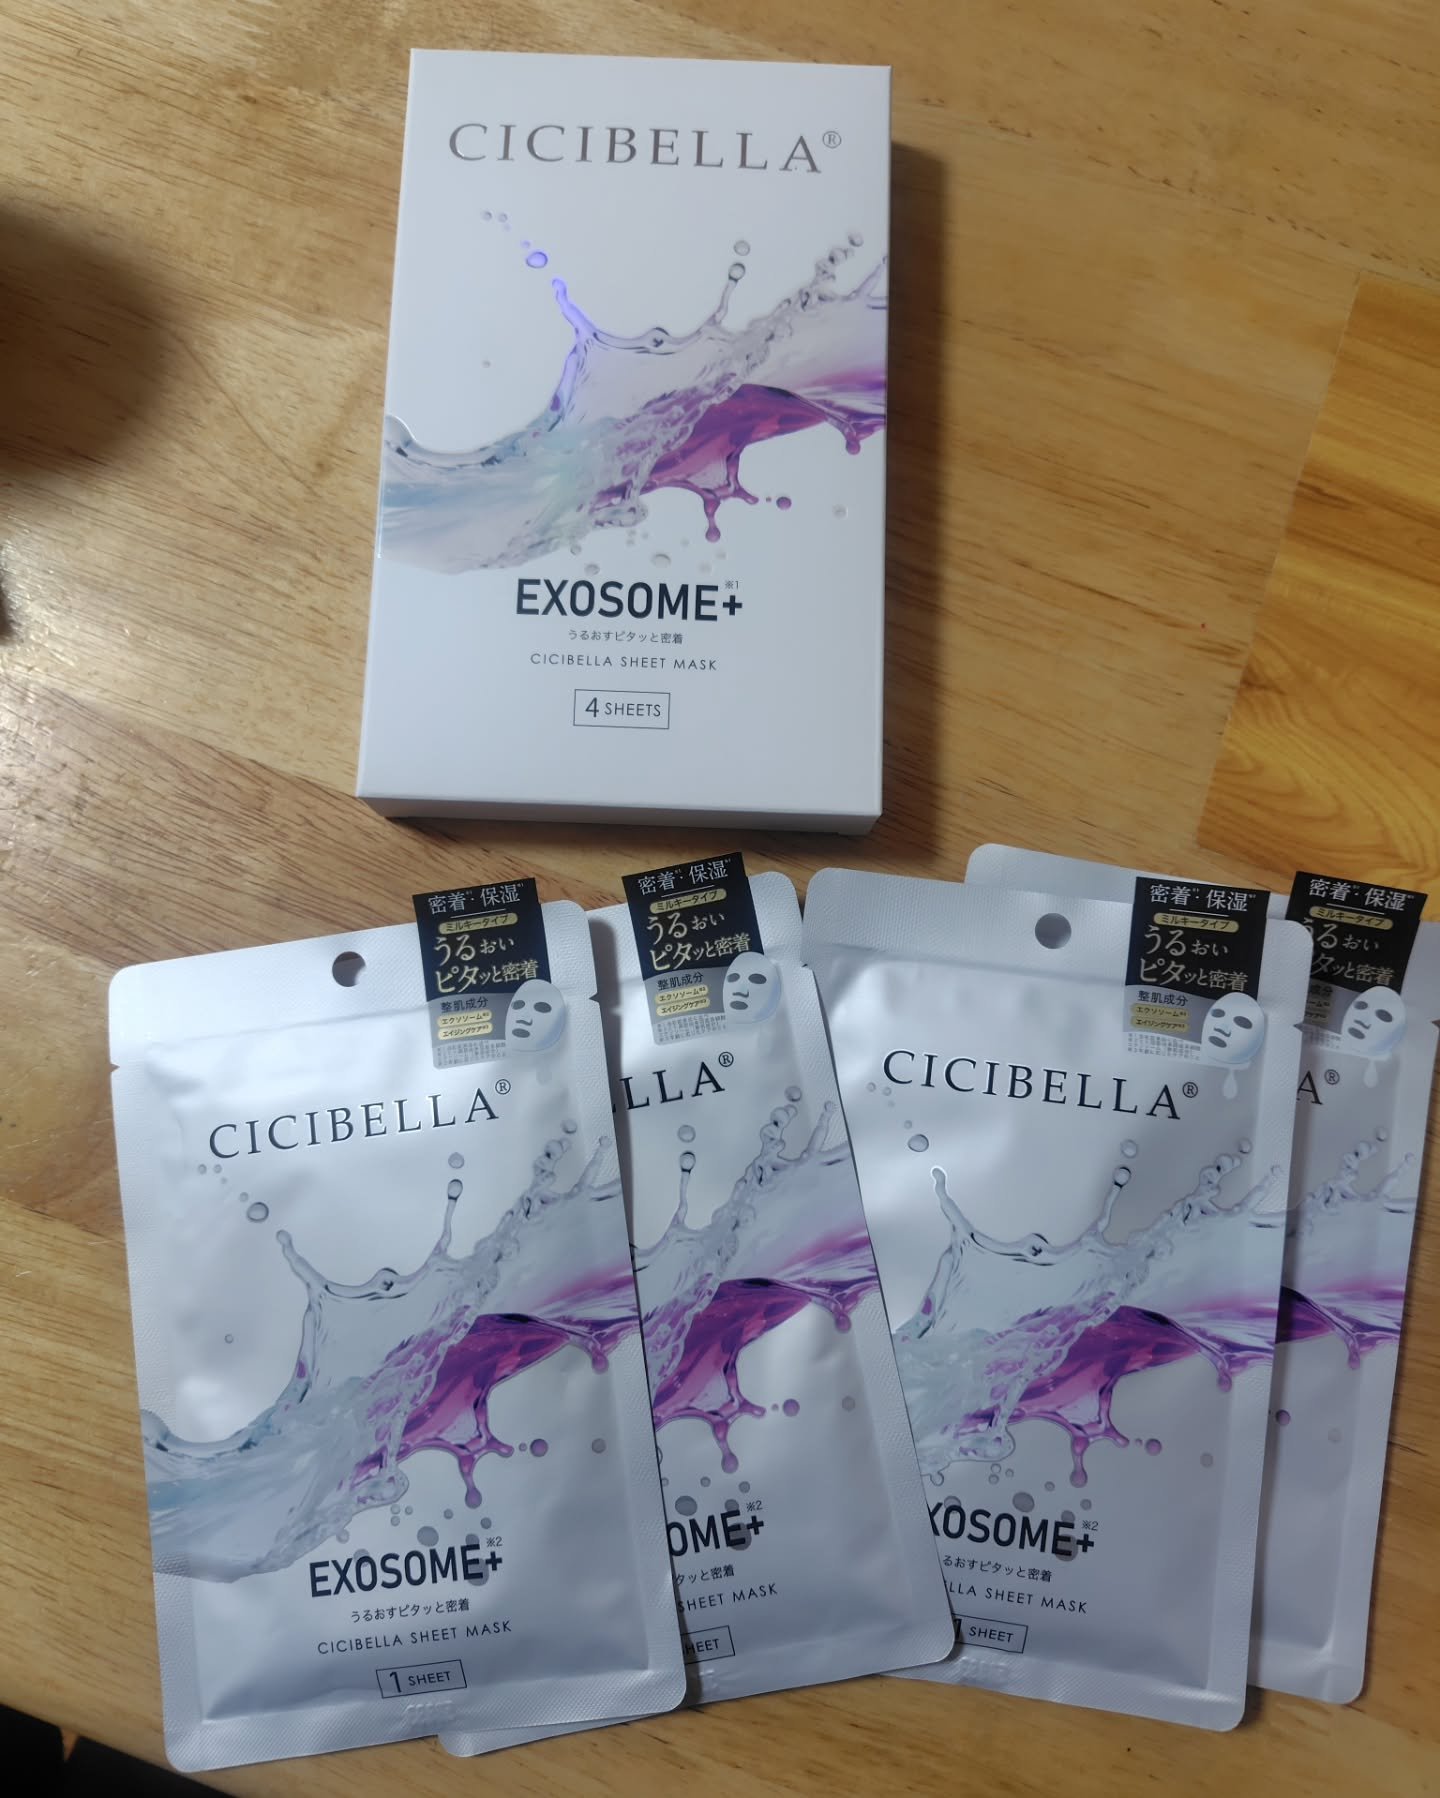 CICIBELLA®
EXOSOME+※1
うるおすピタッと密着
CICIBELLA SHEET MASK
4 SHEETS
密着※1・保湿※1
ミルキータイプ
うるおい
ピタッと密着
整肌成分
エクソソーム※2
エイジングケア※3
CICIBELLA®
EXOSOME+※2
うるおすピタッと密着
CICIBELLA SHEET MASK
1 SHEET
密着※1・保湿※1
ミルキータイプ
うるおい
ピタッと密着
整肌成分
エクソソーム※2
エイジングケア※3
LLA®
OME+※2
タッと密着
SHEET MASK
HEET
密着※1・保湿※1
ミルキータイプ
うるおい
ピタッと密着
整肌成分
エクソソーム※2
エイジングケア※3
CICIBELLA®
XOSOME+※2
るおすピタッと密着
LLA SHEET MASK
1 SHEET
密着※1・保湿※1
ミルキータイプ
るおい
タッと密着
A®